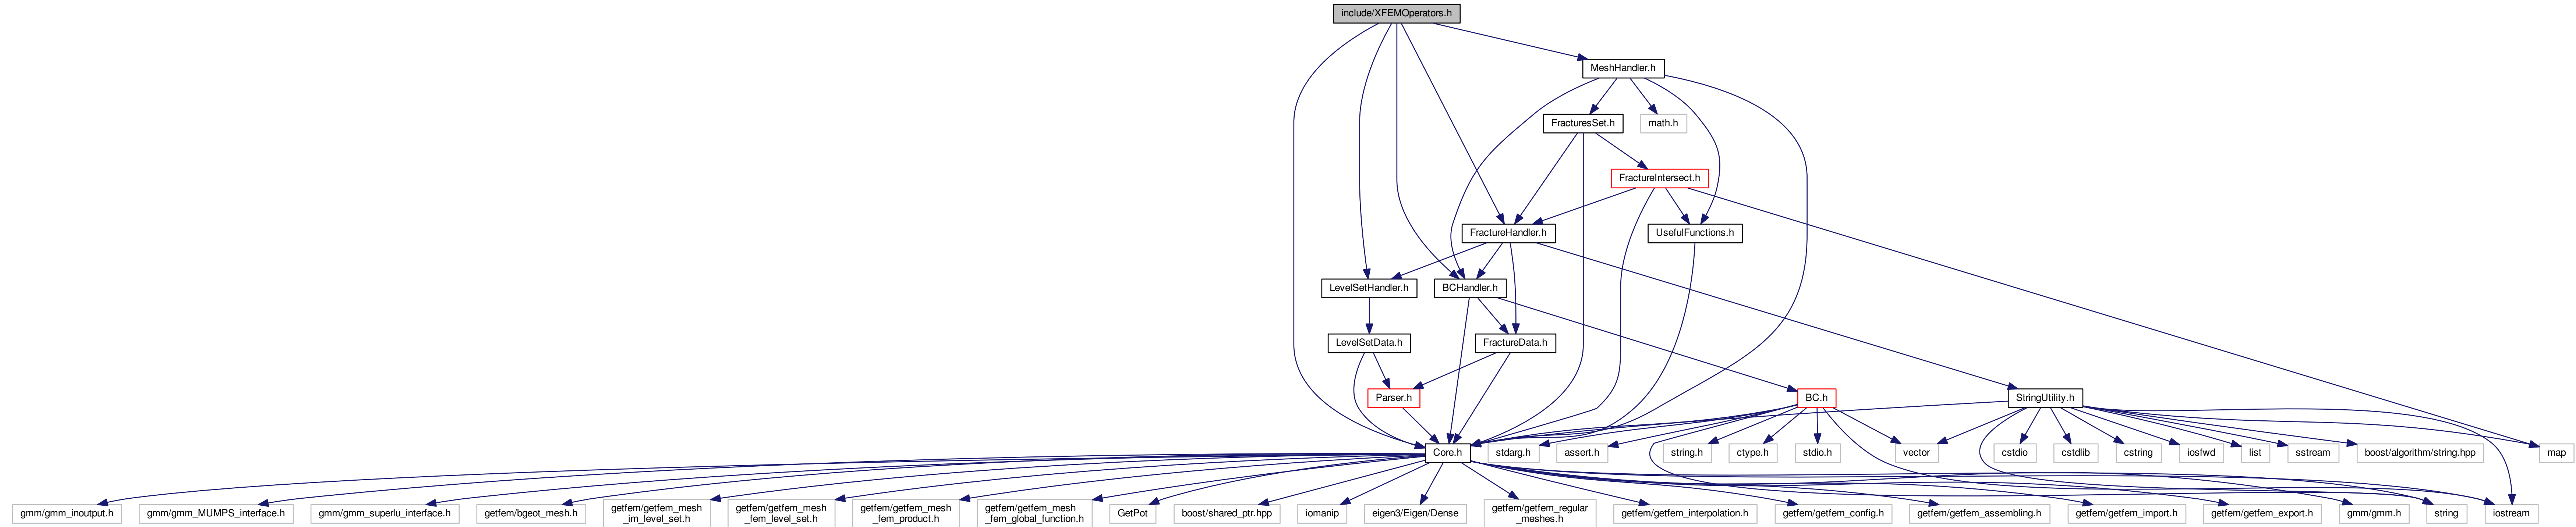 include/XFEMOperators.h
MeshHandler.h
FracturesSet.h
math.h
FractureIntersect.h
FractureHandler.h
UsefulFunctions.h
LevelSetHandler.h
BCHandler.h
LevelSetData.h
FractureData.h
Parser.h
BC.h
StringUtility.h
Core.h
stdarg.h
assert.h
string.h
ctype.h
stdio.h
vector
cstdio
cstdlib
cstring
iosfwd
list
sstream
boost/algorithm/string.hpp
map
gmm/gmm_inoutput.h
gmm/gmm_MUMPS_interface.h
gmm/gmm_superlu_interface.h
getfem/bgeot_mesh.h
getfem/getfem_mesh
_im_level_set.h
getfem/getfem_mesh
_fem_level_set.h
getfem/getfem_mesh
_fem_product.h
getfem/getfem_mesh
_fem_global_function.h
GetPot
boost/shared_ptr.hpp
iomanip
eigen3/Eigen/Dense
getfem/getfem_regular
_meshes.h
getfem/getfem_interpolation.h
getfem/getfem_config.h
getfem/getfem_assembling.h
getfem/getfem_import.h
getfem/getfem_export.h
gmm/gmm.h
string
iostream